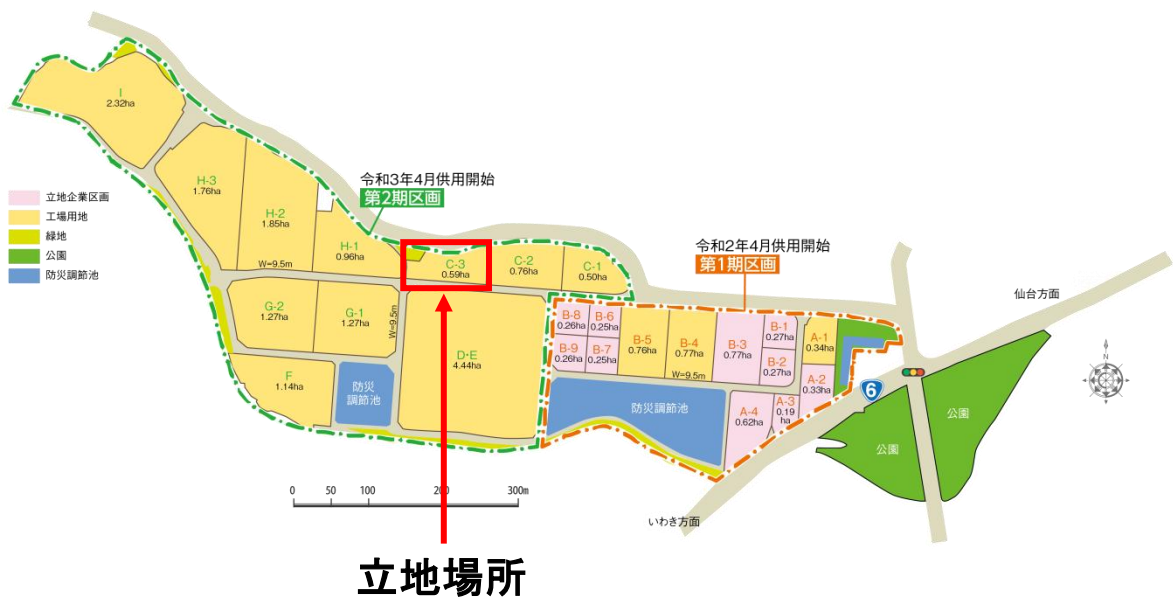 I
2.32ha
H-3
1.76ha
H-2
1.85ha
H-1
0.96ha
W=9.5m
令和3年4月供用開始
第2期区画
立地企業区画
工場用地
緑地
公園
防災調節池
C-3
0.59ha
C-2
0.76ha
C-1
0.50ha
令和2年4月供用開始
第1期区画
仙台方面
G-2
1.27ha
G-1
1.27ha
W=9.5m
D・E
4.44ha
F
1.14ha
防災
調節池
B-8
0.26ha
B-6
0.25ha
B-9
0.26ha
B-7
0.25ha
B-5
0.76ha
B-4
0.77ha
W=9.5m
B-3
0.77ha
B-1
0.27ha
B-2
0.27ha
A-1
0.34ha
A-2
0.33ha
A-3
0.19
ha
A-4
0.62ha
防災調節池
6
N
公園
公園
0 50 100 200 300m
いわき方面
立地場所